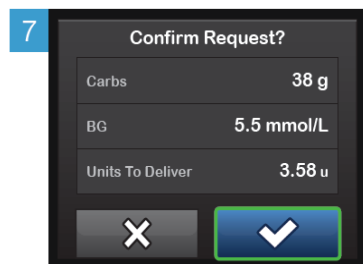 7
Confirm Request?
Carbs 38 g
BG 5.5 mmol/L
Units To Deliver 3.58 u